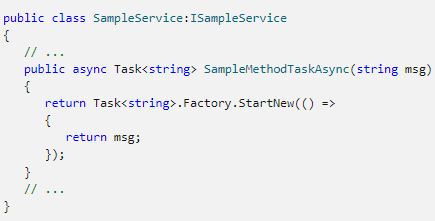 public class SampleService:ISampleService
{
   // ...
   public async Task<string> SampleMethodTaskAsync(string msg)
   {
      return Task<string>.Factory.StartNew(() =>
      {
         return msg;
      });
   }
   // ...
}